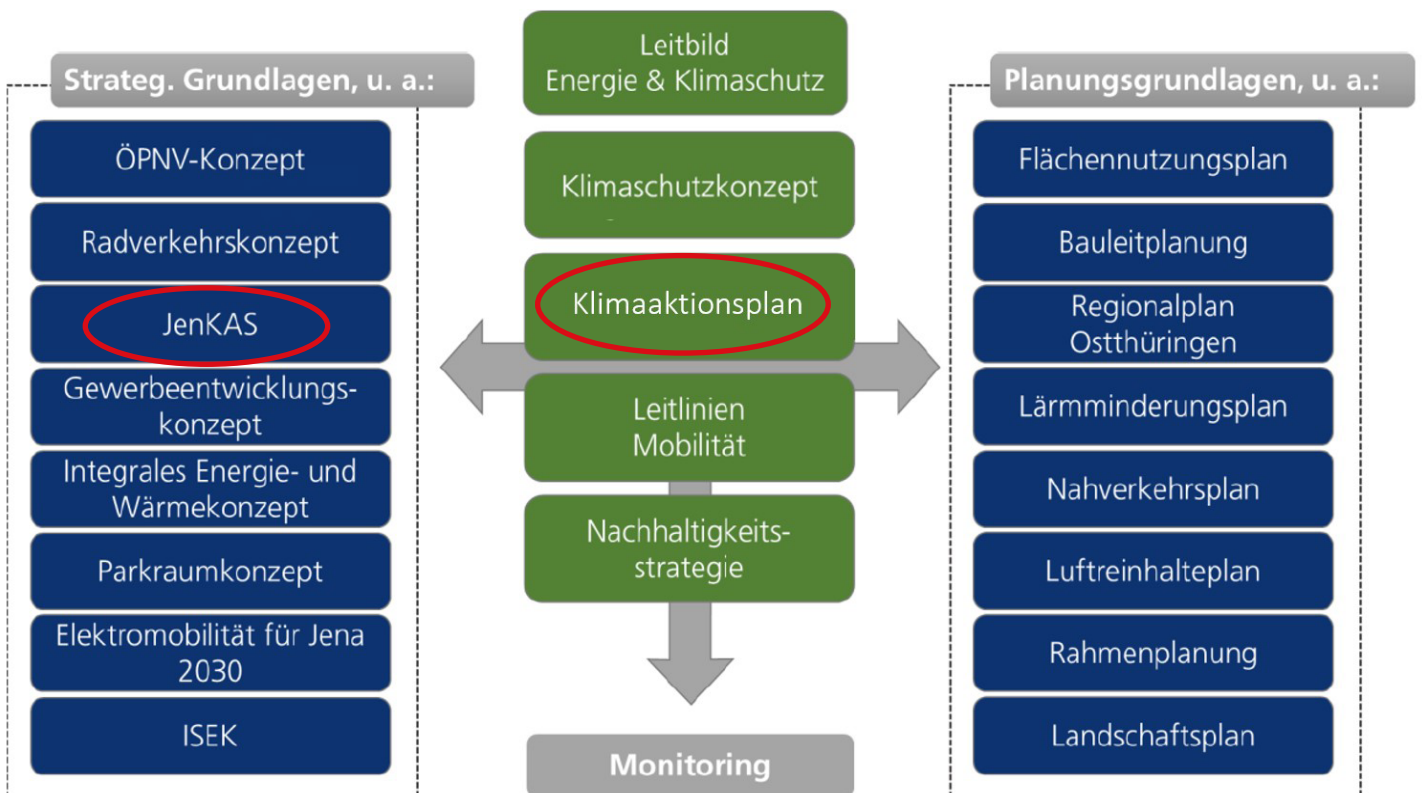 Strateg. Grundlagen, u. a.:
ÖPNV-Konzept
Radverkehrskonzept
JenKAS
Gewerbeentwicklungs-
konzept
Integrales Energie- und
Wärmekonzept
Parkraumkonzept
Elektromobilität für Jena
2030
ISEK
Leitbild
Energie & Klimaschutz
Klimaschutzkonzept
Klimaaktionsplan
Leitlinien
Mobilität
Nachhaltigkeits-
strategie
Monitoring
Planungsgrundlagen, u. a.:
Flächennutzungsplan
Bauleitplanung
Regionalplan
Ostthüringen
Lärmminderungsplan
Nahverkehrsplan
Luftreinhalteplan
Rahmenplanung
Landschaftsplan